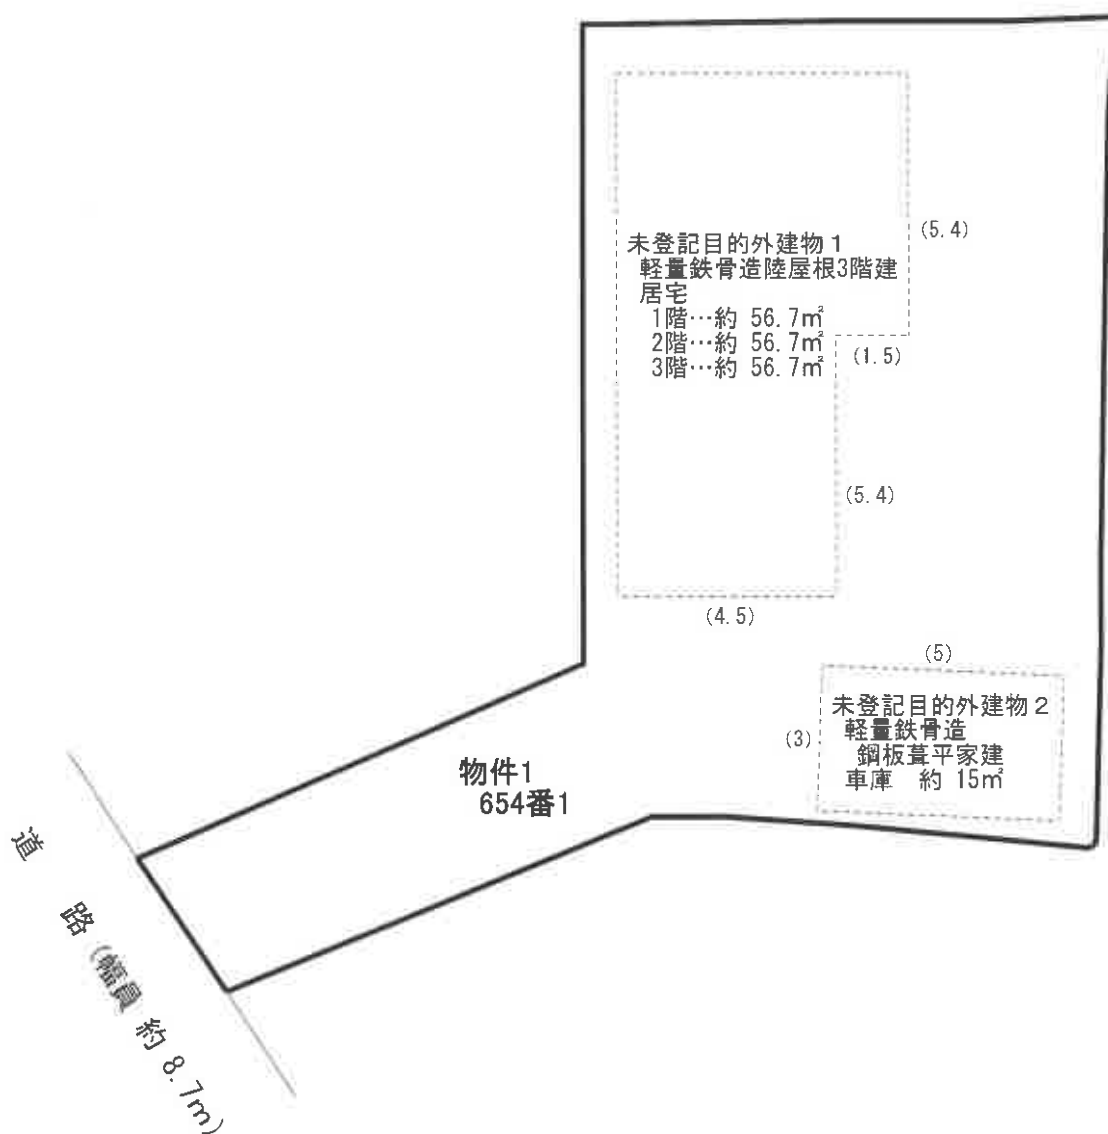 (5.4)
未登記目的外建物1
軽量鉄骨造陸屋根3階建
居宅
1階…約 56.7㎡
2階…約 56.7㎡
3階…約 56.7㎡
(1.5)
(5.4)
(4.5)
(5)
未登記目的外建物2
軽量鉄骨造
鋼板葺平家建
車庫 約 15㎡
(3)
物件1
654番1
道路(幅員 約 8.7m)